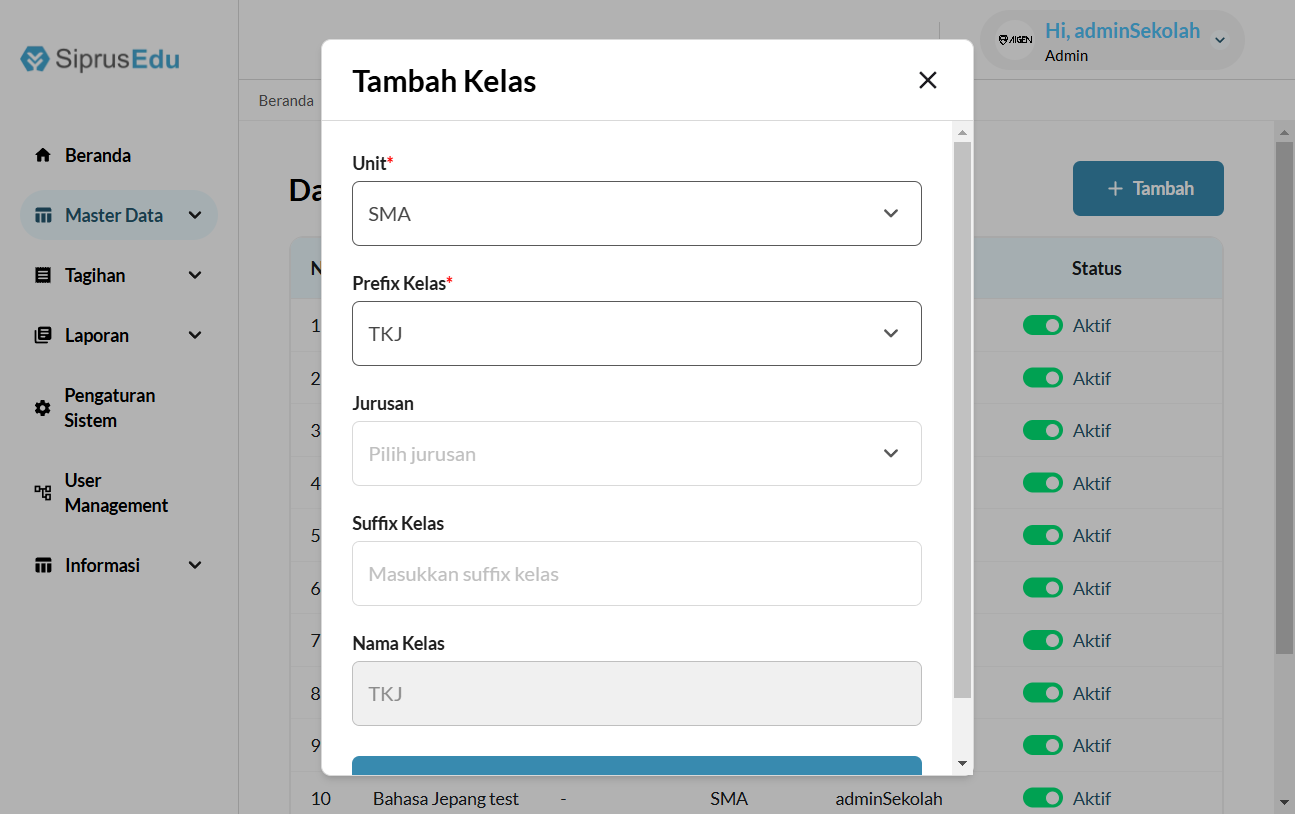 SiprusEdu
AIGEN
Hi, adminSekolah
Admin
Beranda
Beranda
Master Data
Tagihan
Laporan
Pengaturan
Sistem
User
Management
Informasi
Tambah Kelas
Unit*
SMA
Prefix Kelas*
TKJ
Jurusan
Pilih jurusan
Suffix Kelas
Masukkan suffix kelas
Nama Kelas
TKJ
Da
+ Tambah
N
Status
1 Aktif
2 Aktif
3 Aktif
4 Aktif
5 Aktif
6 Aktif
7 Aktif
8 Aktif
9 Aktif
10 Bahasa Jepang test - SMA adminSekolah Aktif